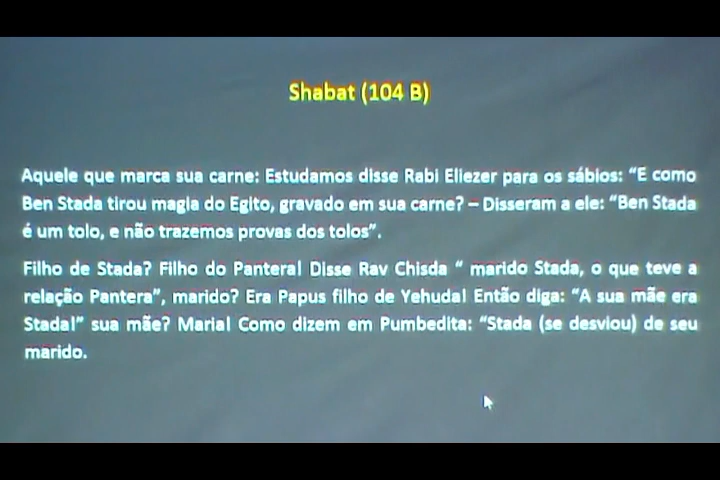 Shabat (104 B)
Aquele que marca sua carne: Estudamos disse Rabi Eliezer para os sábios: “E como
Ben Stada tirou magia do Egito, gravado em sua carne? – Disseram a ele: “Ben Stada
é um tolo, e não trazemos provas dos tolos”.
Filho de Stada? Filho do Pantera! Disse Rav Chisda “ marido Stada, o que teve a
relação Pantera”, marido? Era Papus filho de Yehuda! Então diga: “A sua mãe era
Stada!” sua mãe? Maria! Como dizem em Pumbedita: “Stada (se desviou) de seu
marido.